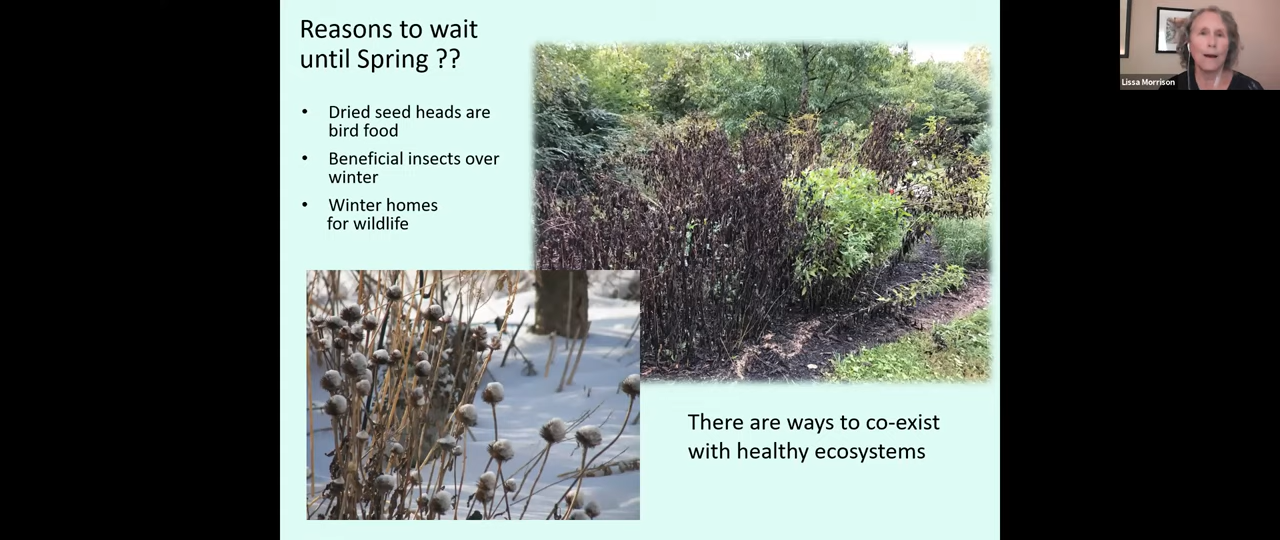 Reasons to wait
until Spring ??
• Dried seed heads are
bird food
• Beneficial insects over
winter
• Winter homes
for wildlife
There are ways to co-exist
with healthy ecosystems
Lissa Morrison